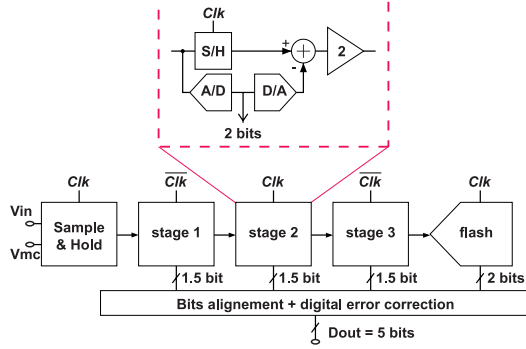 Clk
S/H
+
-
2
A/D
D/A
2 bits
Clk
Clk
Clk
Clk
Clk
Vin
Vmc
Sample
& Hold
stage 1
stage 2
stage 3
flash
1.5 bit
1.5 bit
1.5 bit
2 bits
Bits alignement + digital error correction
Dout = 5 bits